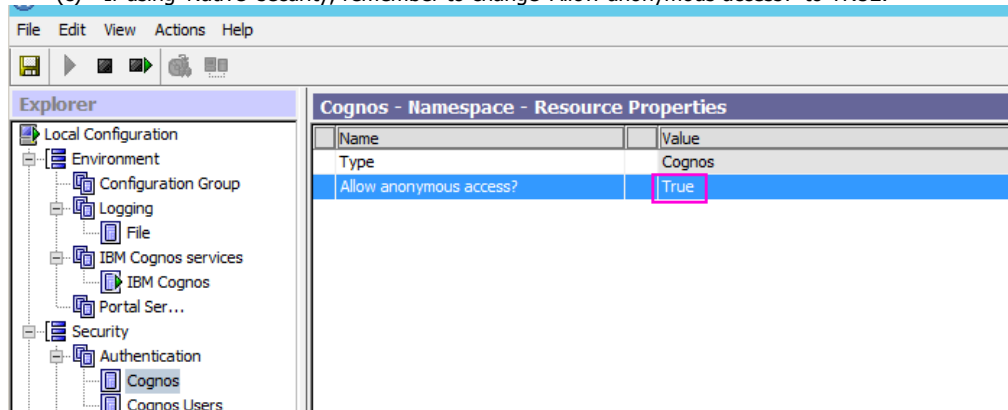 File Edit View Actions Help
Explorer
Cognos - Namespace - Resource Properties
Name Value
Type Cognos
Allow anonymous access? True
Local Configuration
Environment
Configuration Group
Logging
File
IBM Cognos services
IBM Cognos
Portal Ser...
Security
Authentication
Cognos
Cognos Users